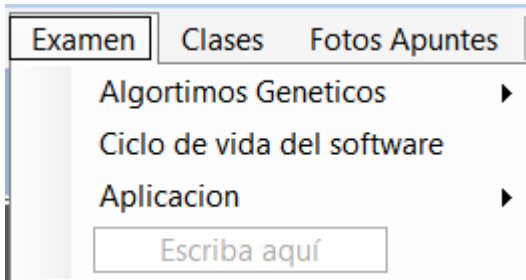 Examen Clases Fotos Apuntes
Algortimos Geneticos
Ciclo de vida del software
Aplicacion
Escriba aquí